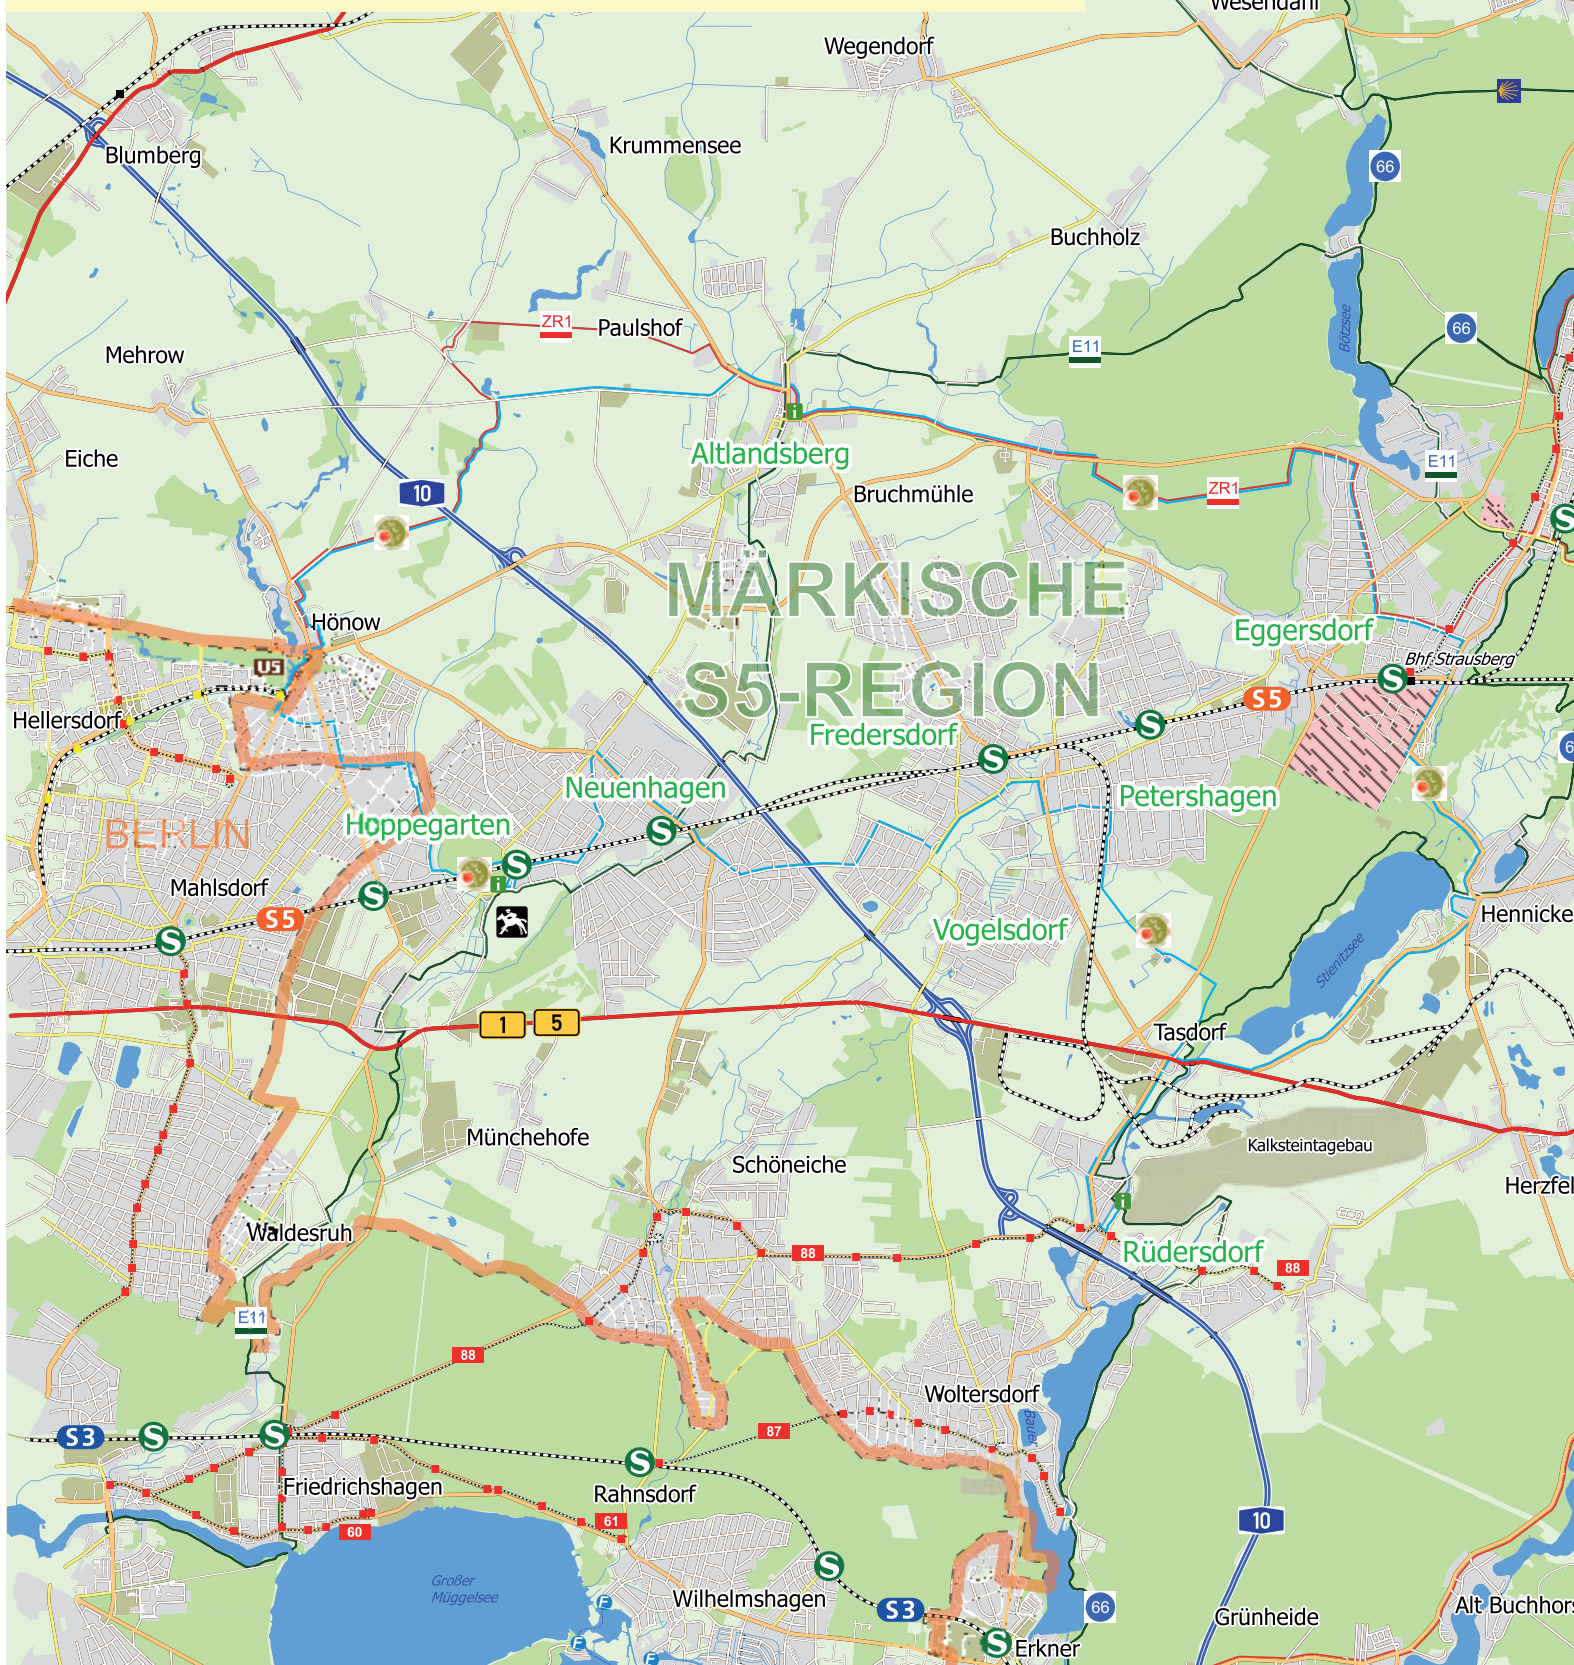 Wesendahl
Wegendorf
Krummensee
Blumberg
66
Buchholz
ZR1
Paulshof
66
Bötzsee
E11
Mehrow
Altlandsberg
Eiche
E11
10
Bruchmühle
ZR1
MÄRKISCHE
Hönow
Eggersdorf
Bhf Strausberg
U5
S5-REGION
S5
Hellersdorf
Fredersdorf
6
Neuenhagen
Petershagen
BERLIN
Hoppegarten
Mahlsdorf
S5
Hennicke
Vogelsdorf
Stienitzsee
1
5
Tasdorf
Münchehofe
Kalksteintagebau
Schöneiche
Herzfel
Waldesruh
88
Rüdersdorf
88
E11
88
Woltersdorf
Bauer
87
S3
Friedrichshagen
Rahnsdorf
61
60
10
Großer
Müggelsee
Wilhelmshagen
S3
66
Grünheide
Alt Buchhors
Erkner